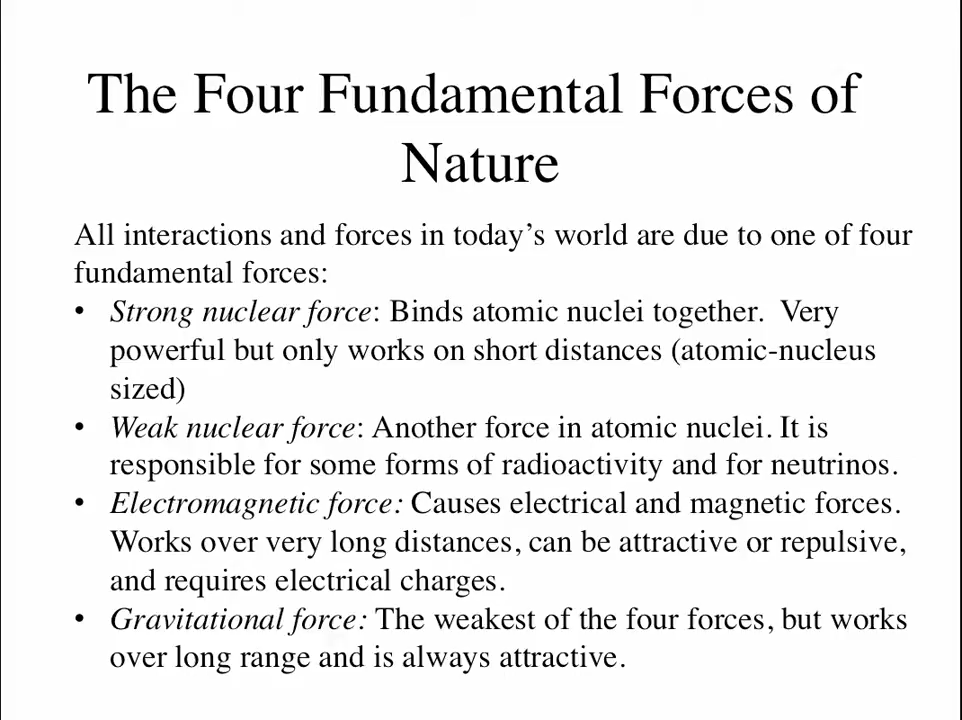 The Four Fundamental Forces of
Nature
All interactions and forces in today’s world are due to one of four
fundamental forces:
• Strong nuclear force: Binds atomic nuclei together.  Very
powerful but only works on short distances (atomic-nucleus
sized)
• Weak nuclear force: Another force in atomic nuclei. It is
responsible for some forms of radioactivity and for neutrinos.
• Electromagnetic force: Causes electrical and magnetic forces.
Works over very long distances, can be attractive or repulsive,
and requires electrical charges.
• Gravitational force: The weakest of the four forces, but works
over long range and is always attractive.